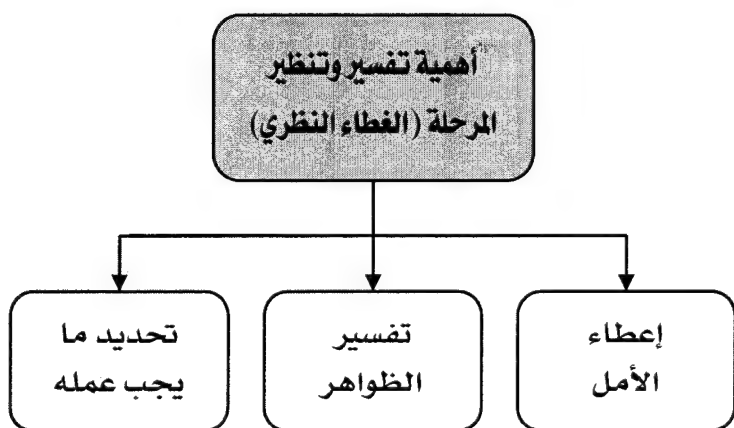 أهمية تفسير وتنظير
المرحلة (الغطاء النظري)
إعطاء
الأمل
تفسير
الظواهر
تحديد ما
يجب عمله